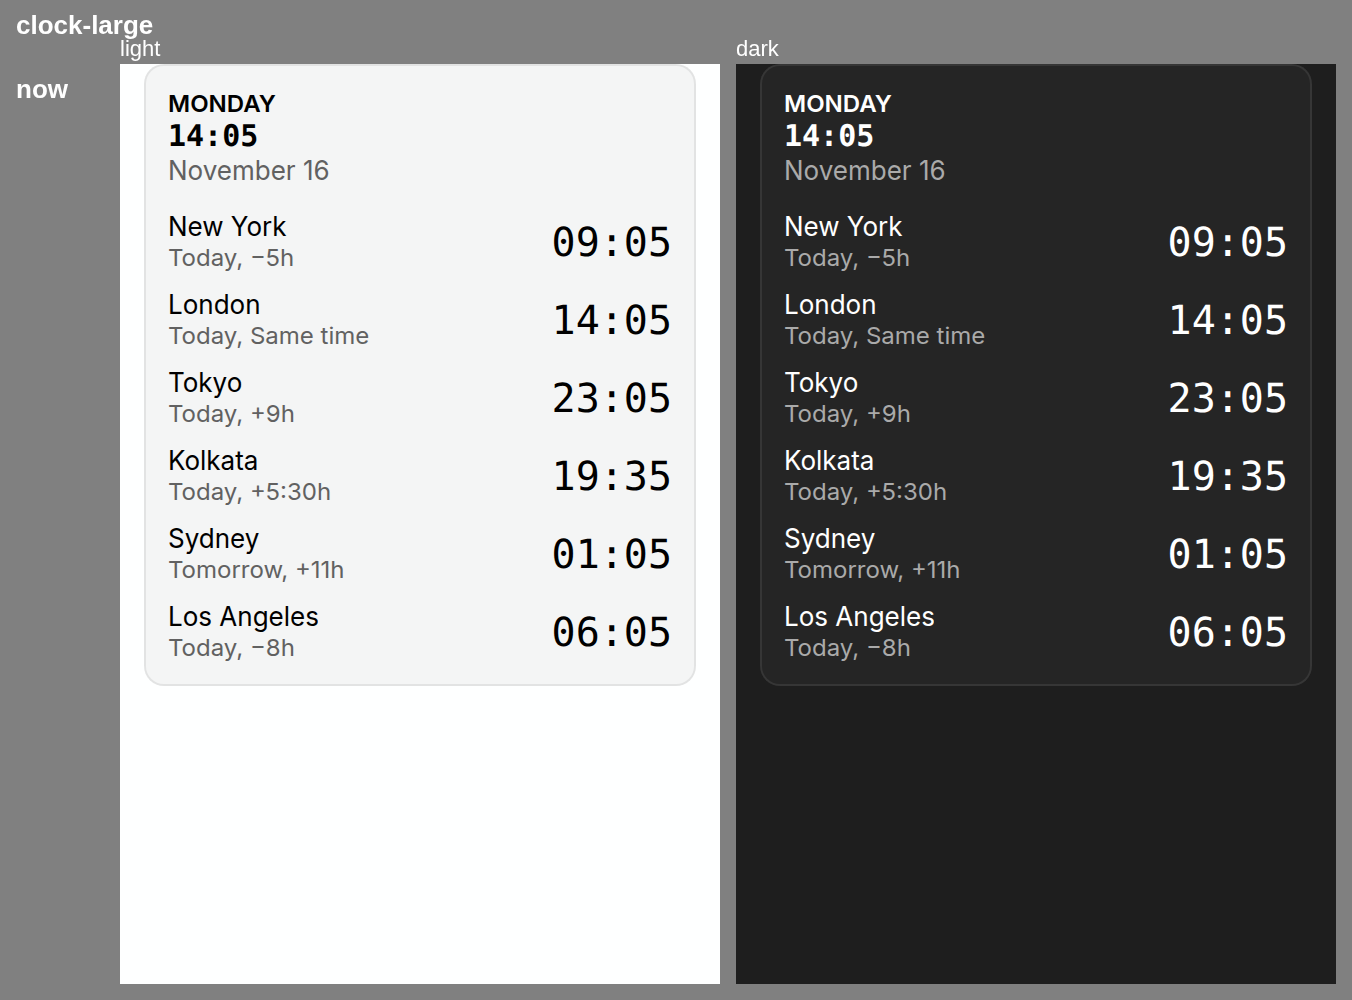 clock-large
light
dark
now
MONDAY
14:05
November 16
New York
Today, −5h
09:05
London
Today, Same time
14:05
Tokyo
Today, +9h
23:05
Kolkata
Today, +5:30h
19:35
Sydney
Tomorrow, +11h
01:05
Los Angeles
Today, −8h
06:05
MONDAY
14:05
November 16
New York
Today, −5h
09:05
London
Today, Same time
14:05
Tokyo
Today, +9h
23:05
Kolkata
Today, +5:30h
19:35
Sydney
Tomorrow, +11h
01:05
Los Angeles
Today, −8h
06:05